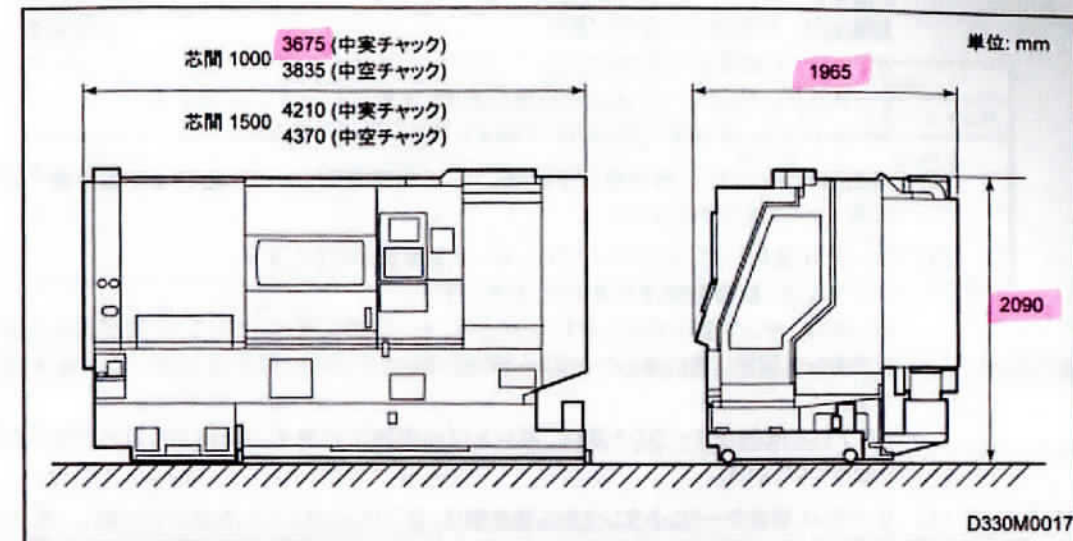 単位: mm
芯間 1000 3675 (中実チャック)
3835 (中空チャック)
芯間 1500 4210 (中実チャック)
4370 (中空チャック)
1965
2090
D330M0017